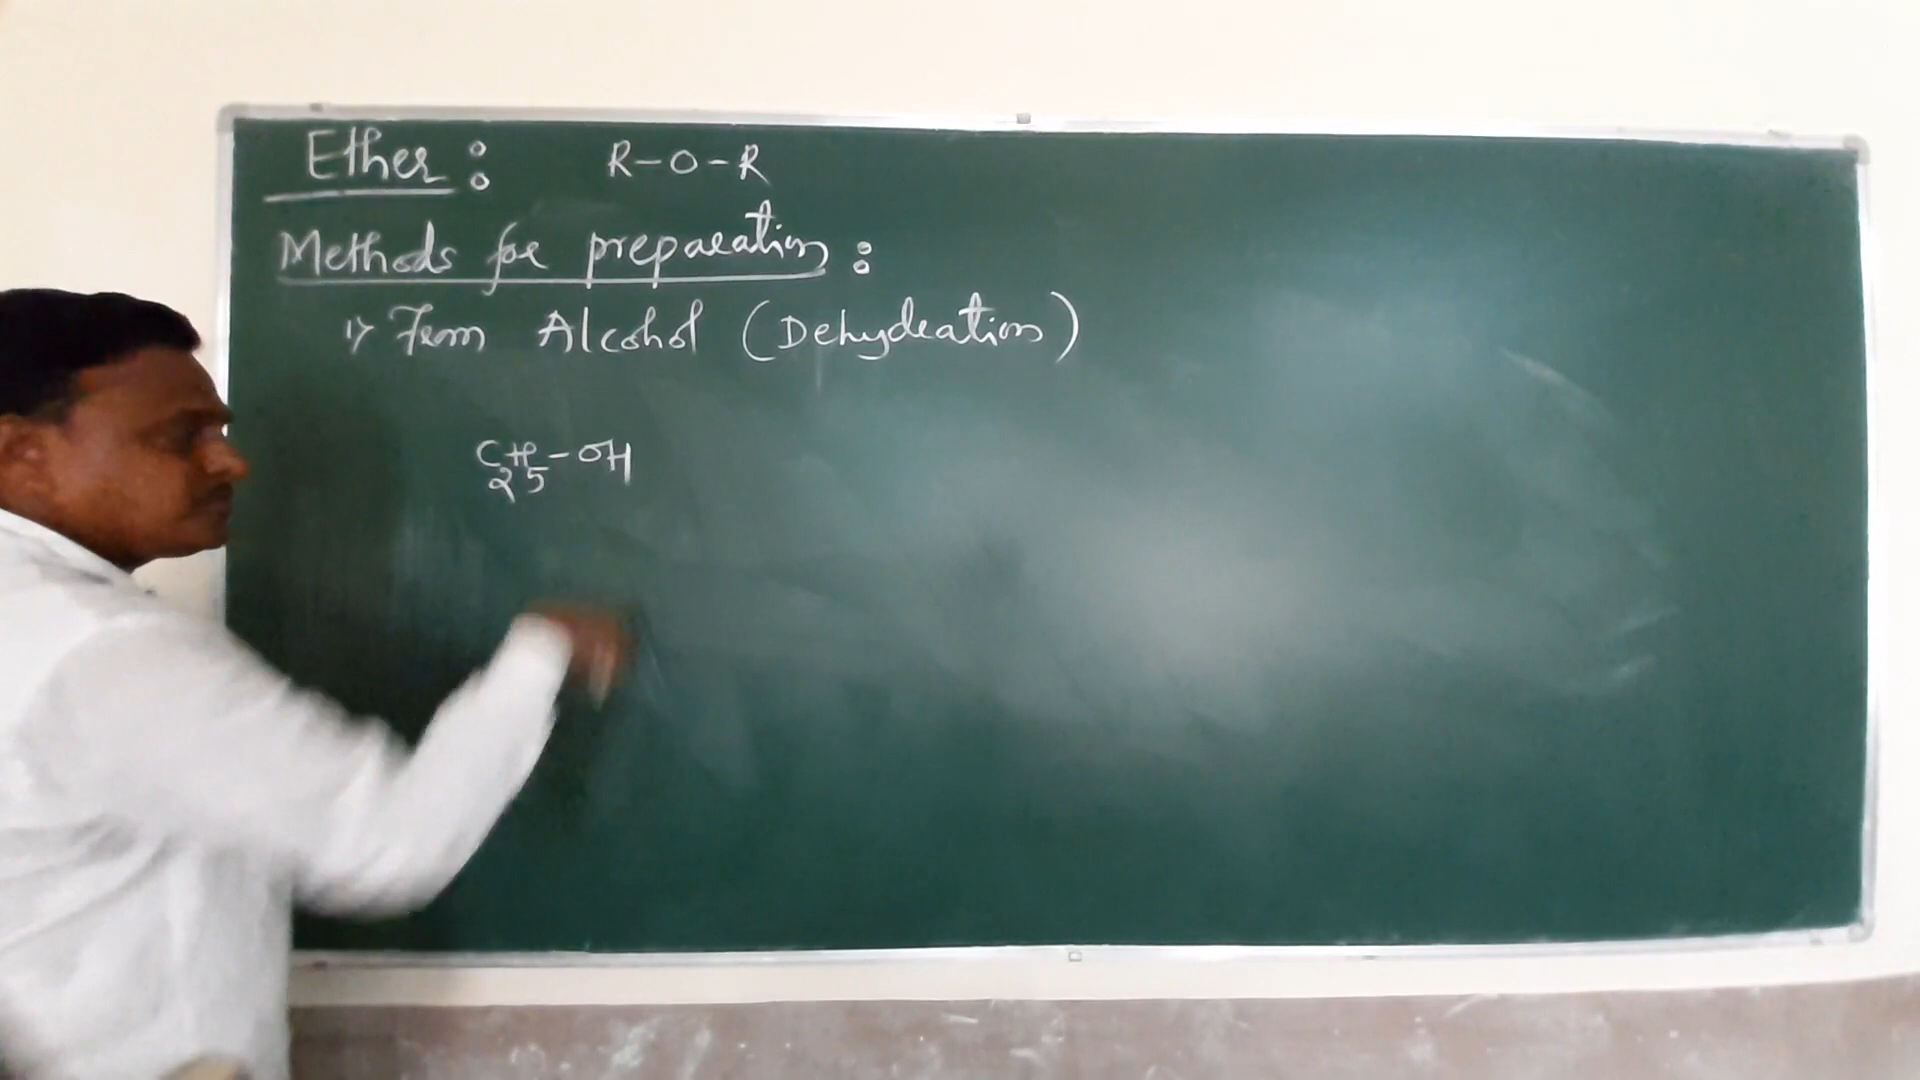 Ether : R-O-R
Methods for preparation :
1) From Alcohol (Dehydration)
C2H5-OH